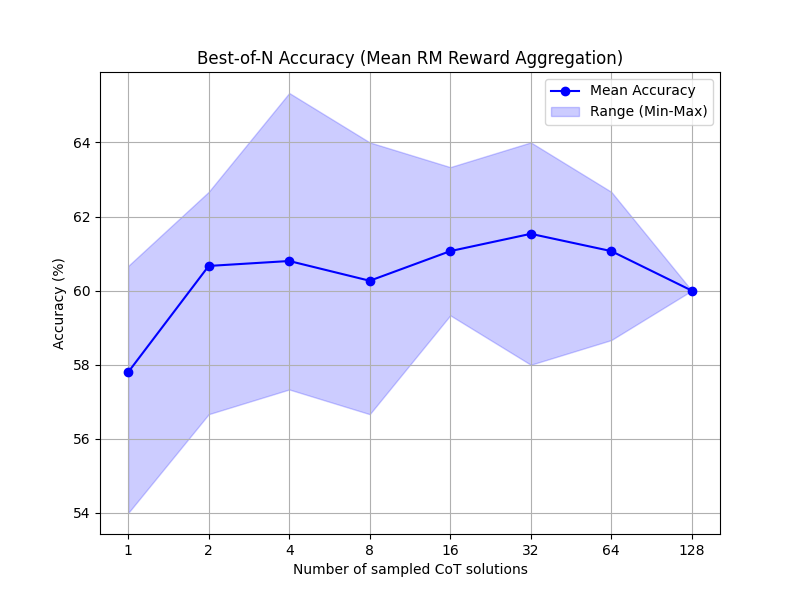 Best-of-N Accuracy (Mean RM Reward Aggregation)
Mean Accuracy
Range (Min-Max)
Accuracy (%)
64
62
60
58
56
54
1 2 4 8 16 32 64 128
Number of sampled CoT solutions